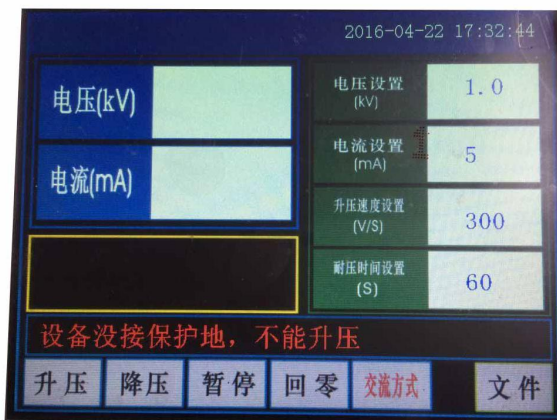 2016-04-22 17:32:44
电压(kV)
电压设置
(kV)
1.0
电流设置
(mA)
5
电流(mA)
升压速度设置
(V/S)
300
耐压时间设置
(S)
60
设备没接保护地，不能升压
升压 降压 暂停 回零 交流方式 文件